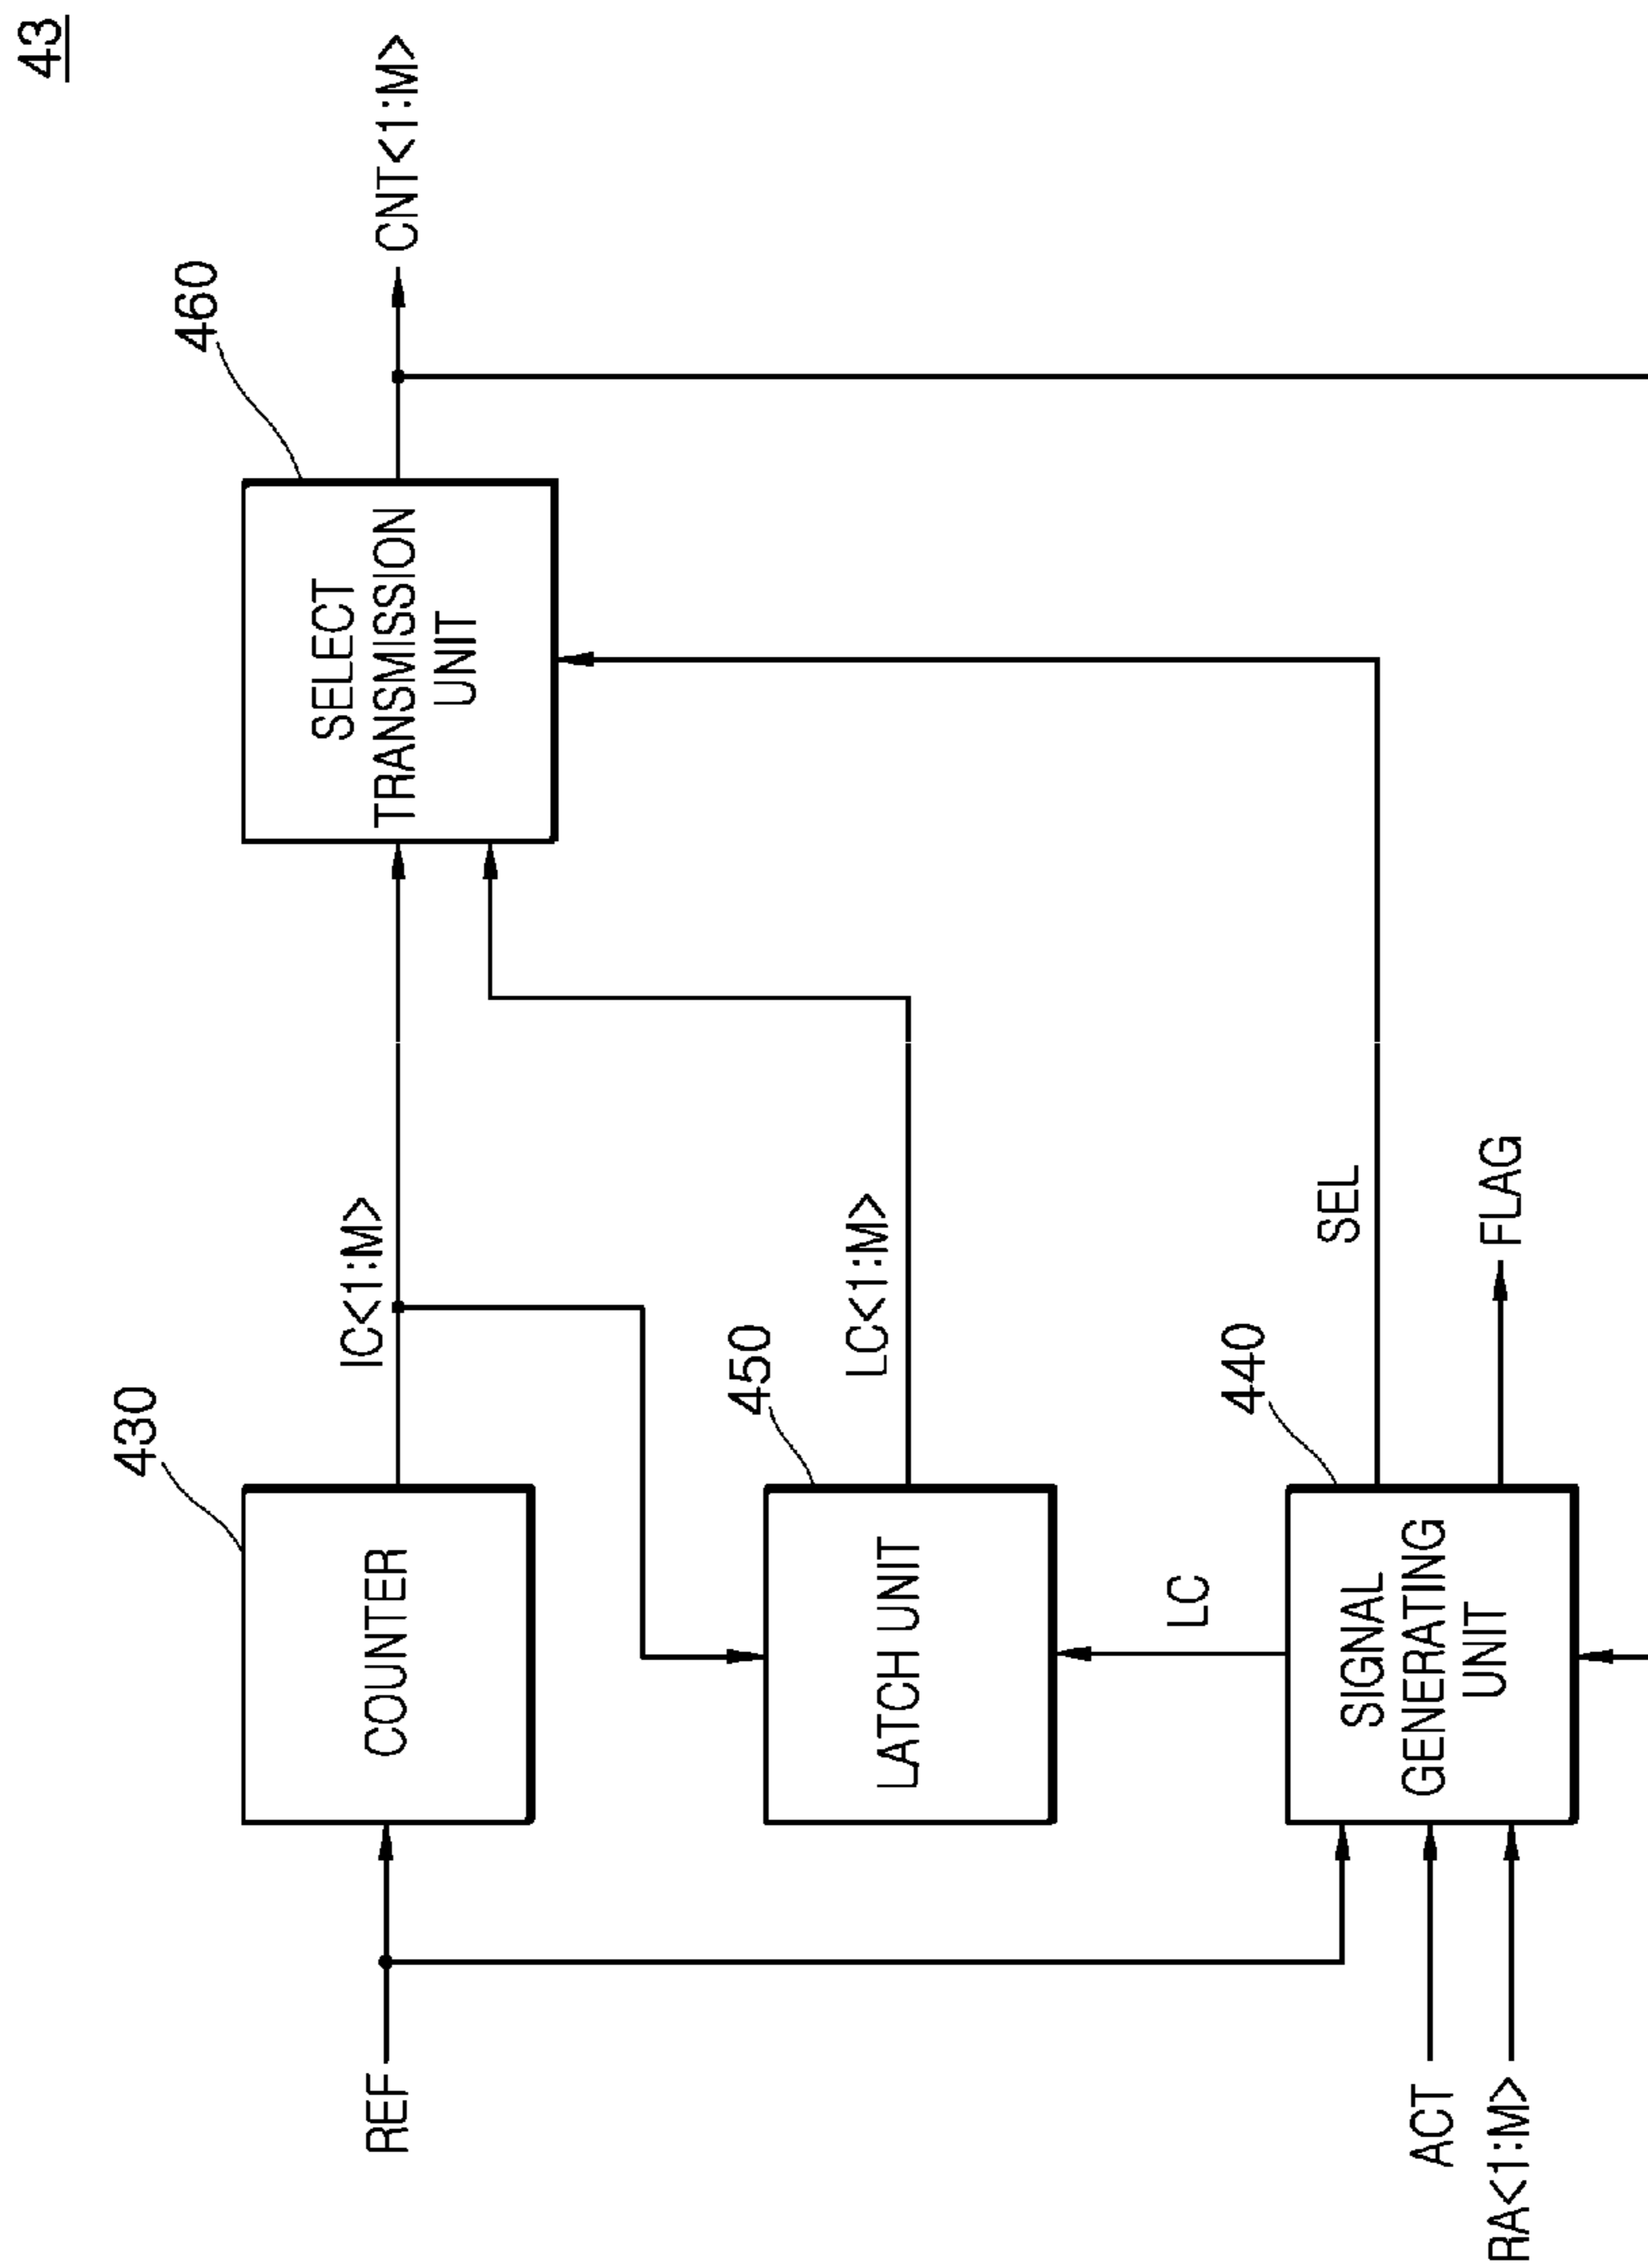 43
460
CNT<1:M>
SELECT
TRANSMISSION
UNIT
430
IC<1:M>
COUNTER
REF
450
LC<1:M>
LATCH UNIT
LC
440
SEL
FLAG
SIGNAL
GENERATING
UNIT
ACT
RA<1:M>